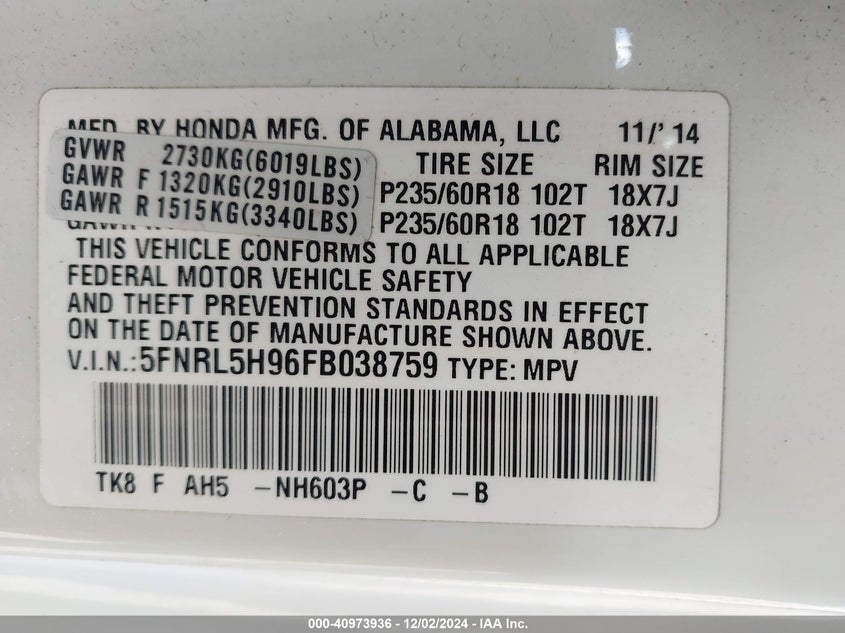 MFD. BY HONDA MFG. OF ALABAMA, LLC 11/' 14
GVWR 2730KG(6019LBS) TIRE SIZE RIM SIZE
GAWR F 1320KG(2910LBS) P235/60R18 102T 18X7J
GAWR R 1515KG(3340LBS) P235/60R18 102T 18X7J
THIS VEHICLE CONFORMS TO ALL APPLICABLE
FEDERAL MOTOR VEHICLE SAFETY
AND THEFT PREVENTION STANDARDS IN EFFECT
ON THE DATE OF MANUFACTURE SHOWN ABOVE.
V.I.N.:5FNRL5H96FB038759 TYPE: MPV
TK8 F AH5 -NH603P -C -B
000-40973936 - 12/02/2024 - IAA Inc.